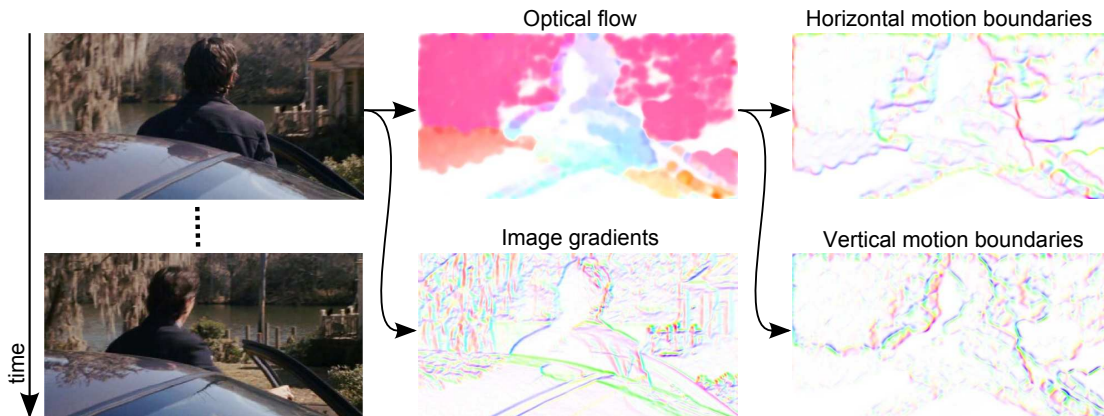 Optical flow
Horizontal motion boundaries
Image gradients
Vertical motion boundaries
time